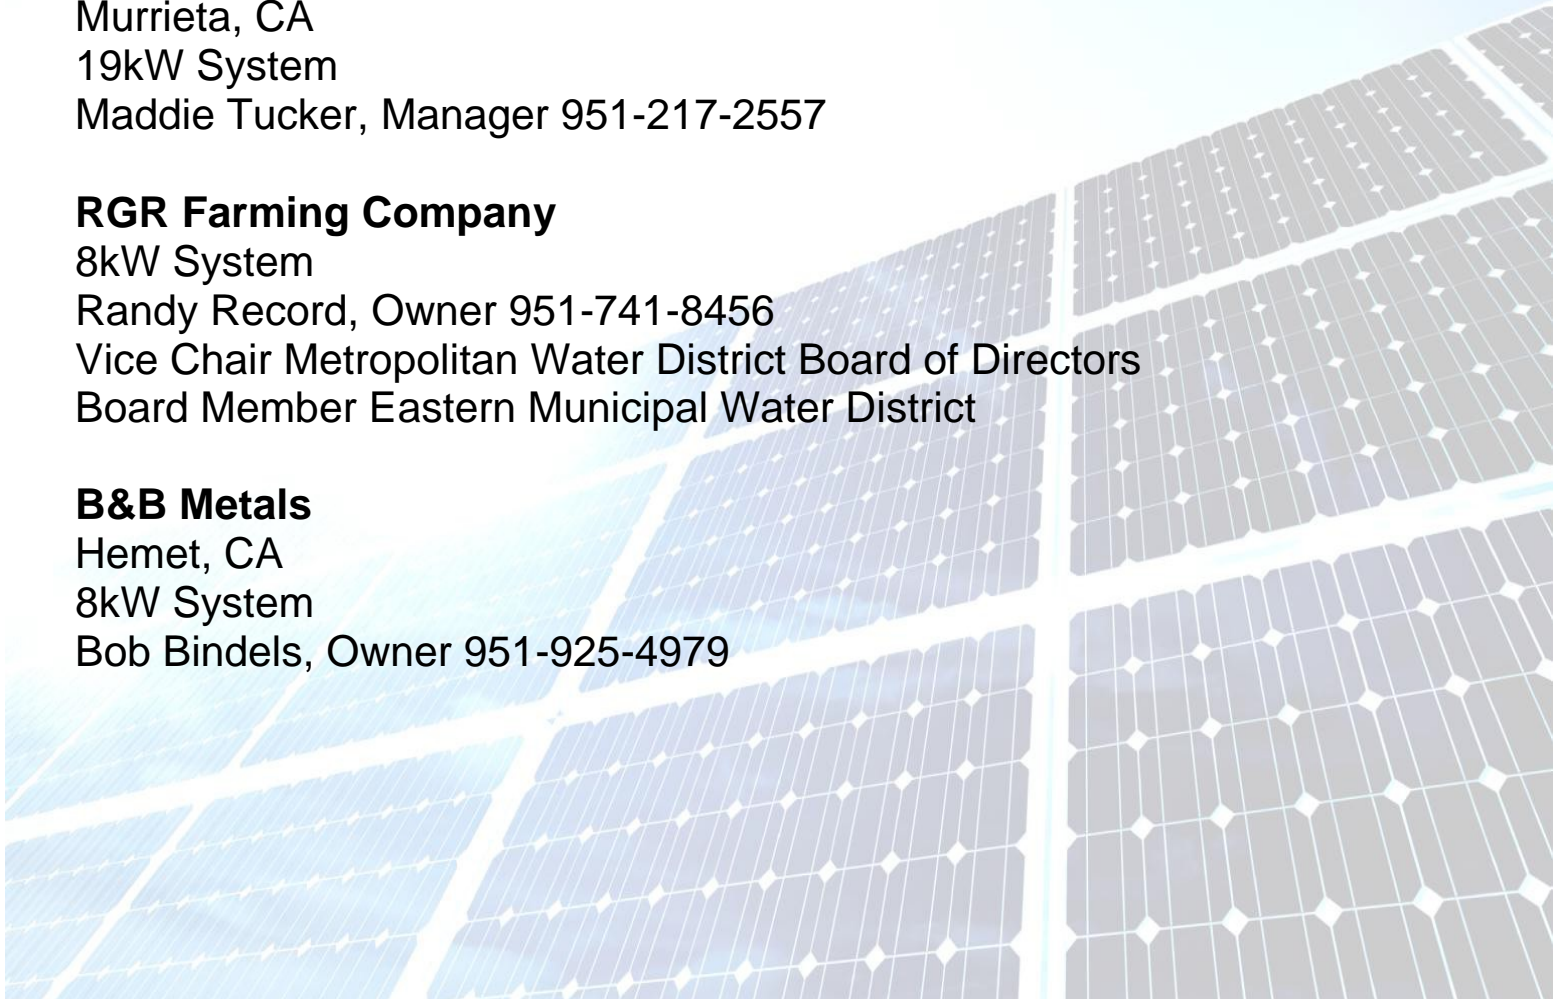 Murrieta, CA
19kW System
Maddie Tucker, Manager 951-217-2557
RGR Farming Company
8kW System
Randy Record, Owner 951-741-8456
Vice Chair Metropolitan Water District Board of Directors
Board Member Eastern Municipal Water District
B&B Metals
Hemet, CA
8kW System
Bob Bindels, Owner 951-925-4979